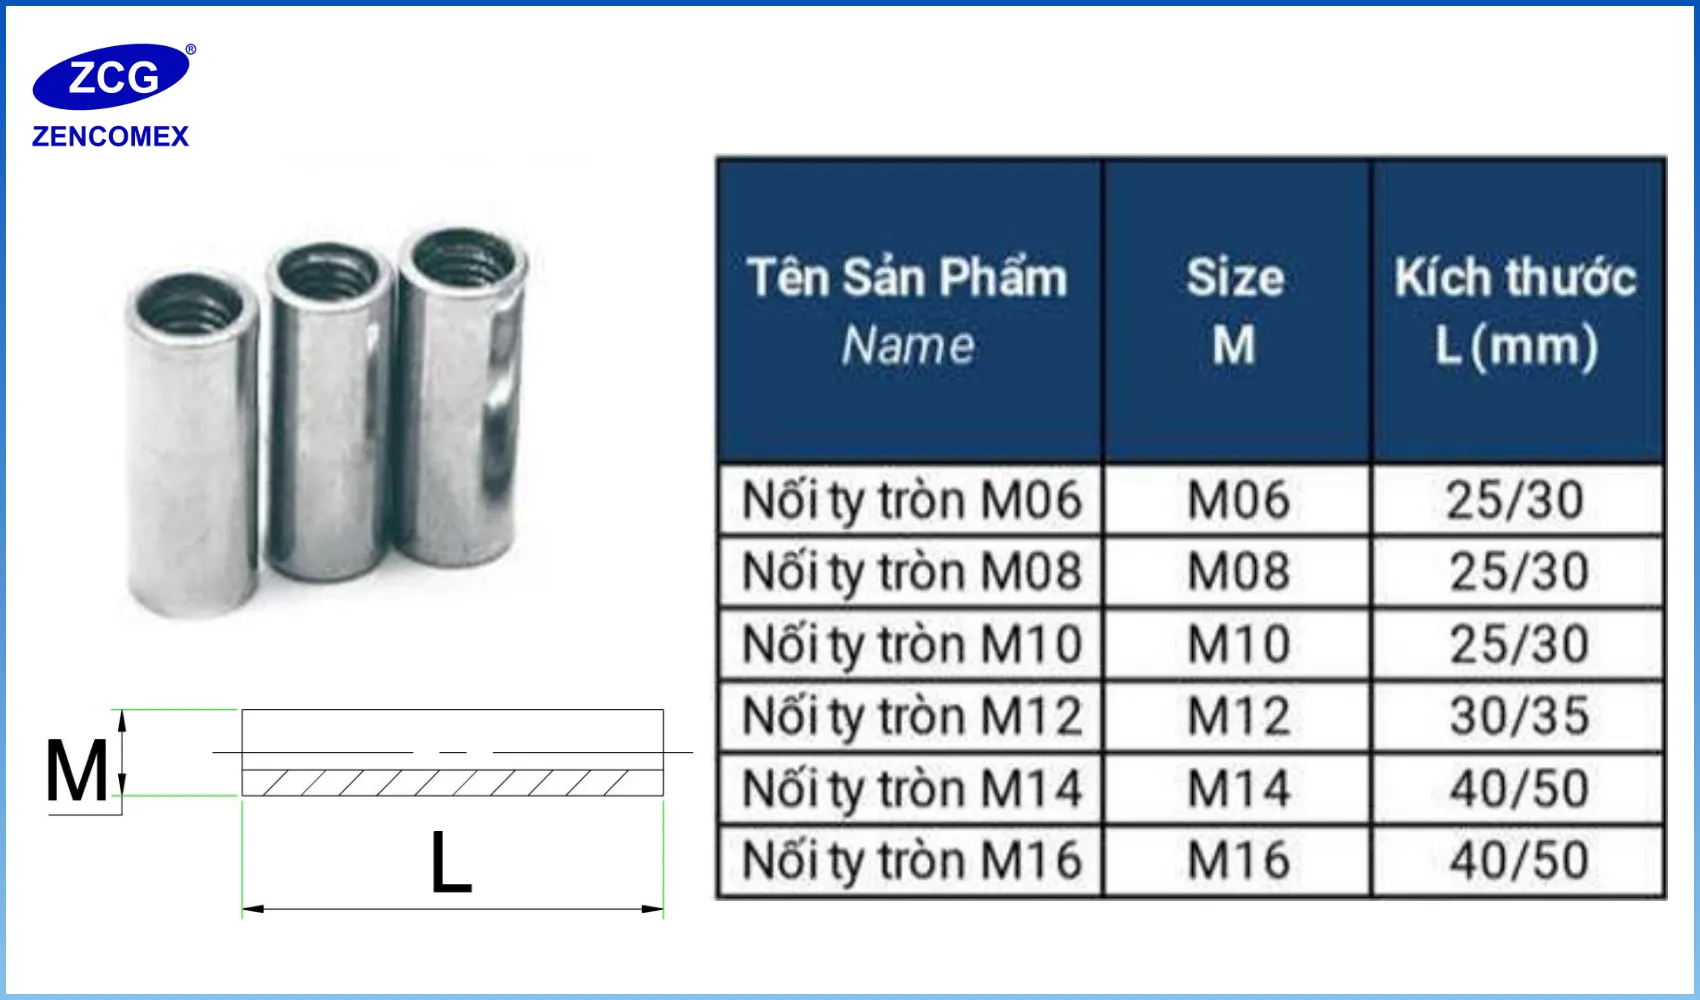 ZCG®
ZENCOMEX
Tên Sản Phẩm
Name
Size
M
Kích thước
L (mm)
Nối ty tròn M06 M06 25/30
Nối ty tròn M08 M08 25/30
Nối ty tròn M10 M10 25/30
Nối ty tròn M12 M12 30/35
Nối ty tròn M14 M14 40/50
Nối ty tròn M16 M16 40/50
M
L